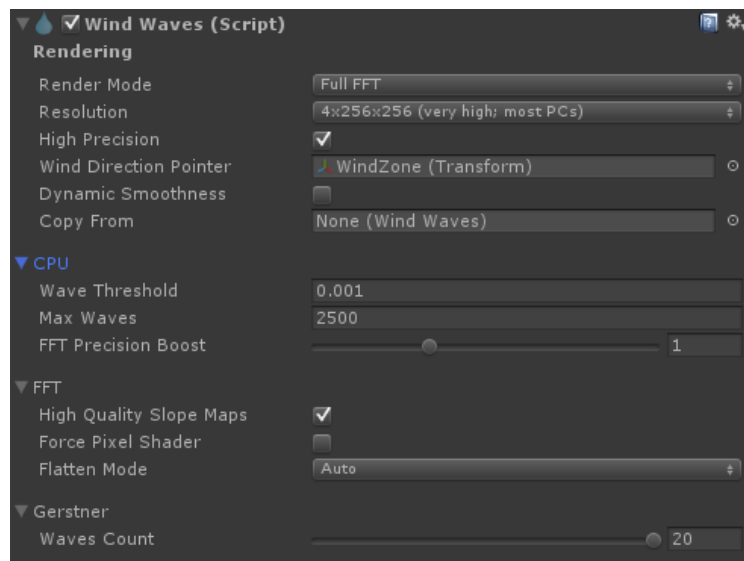 Wind Waves (Script)
Rendering
Render Mode Full FFT
Resolution 4x256x256 (very high; most PCs)
High Precision
Wind Direction Pointer WindZone (Transform)
Dynamic Smoothness
Copy From None (Wind Waves)
CPU
Wave Threshold 0.001
Max Waves 2500
FFT Precision Boost 1
FFT
High Quality Slope Maps
Force Pixel Shader
Flatten Mode Auto
Gerstner
Waves Count 20